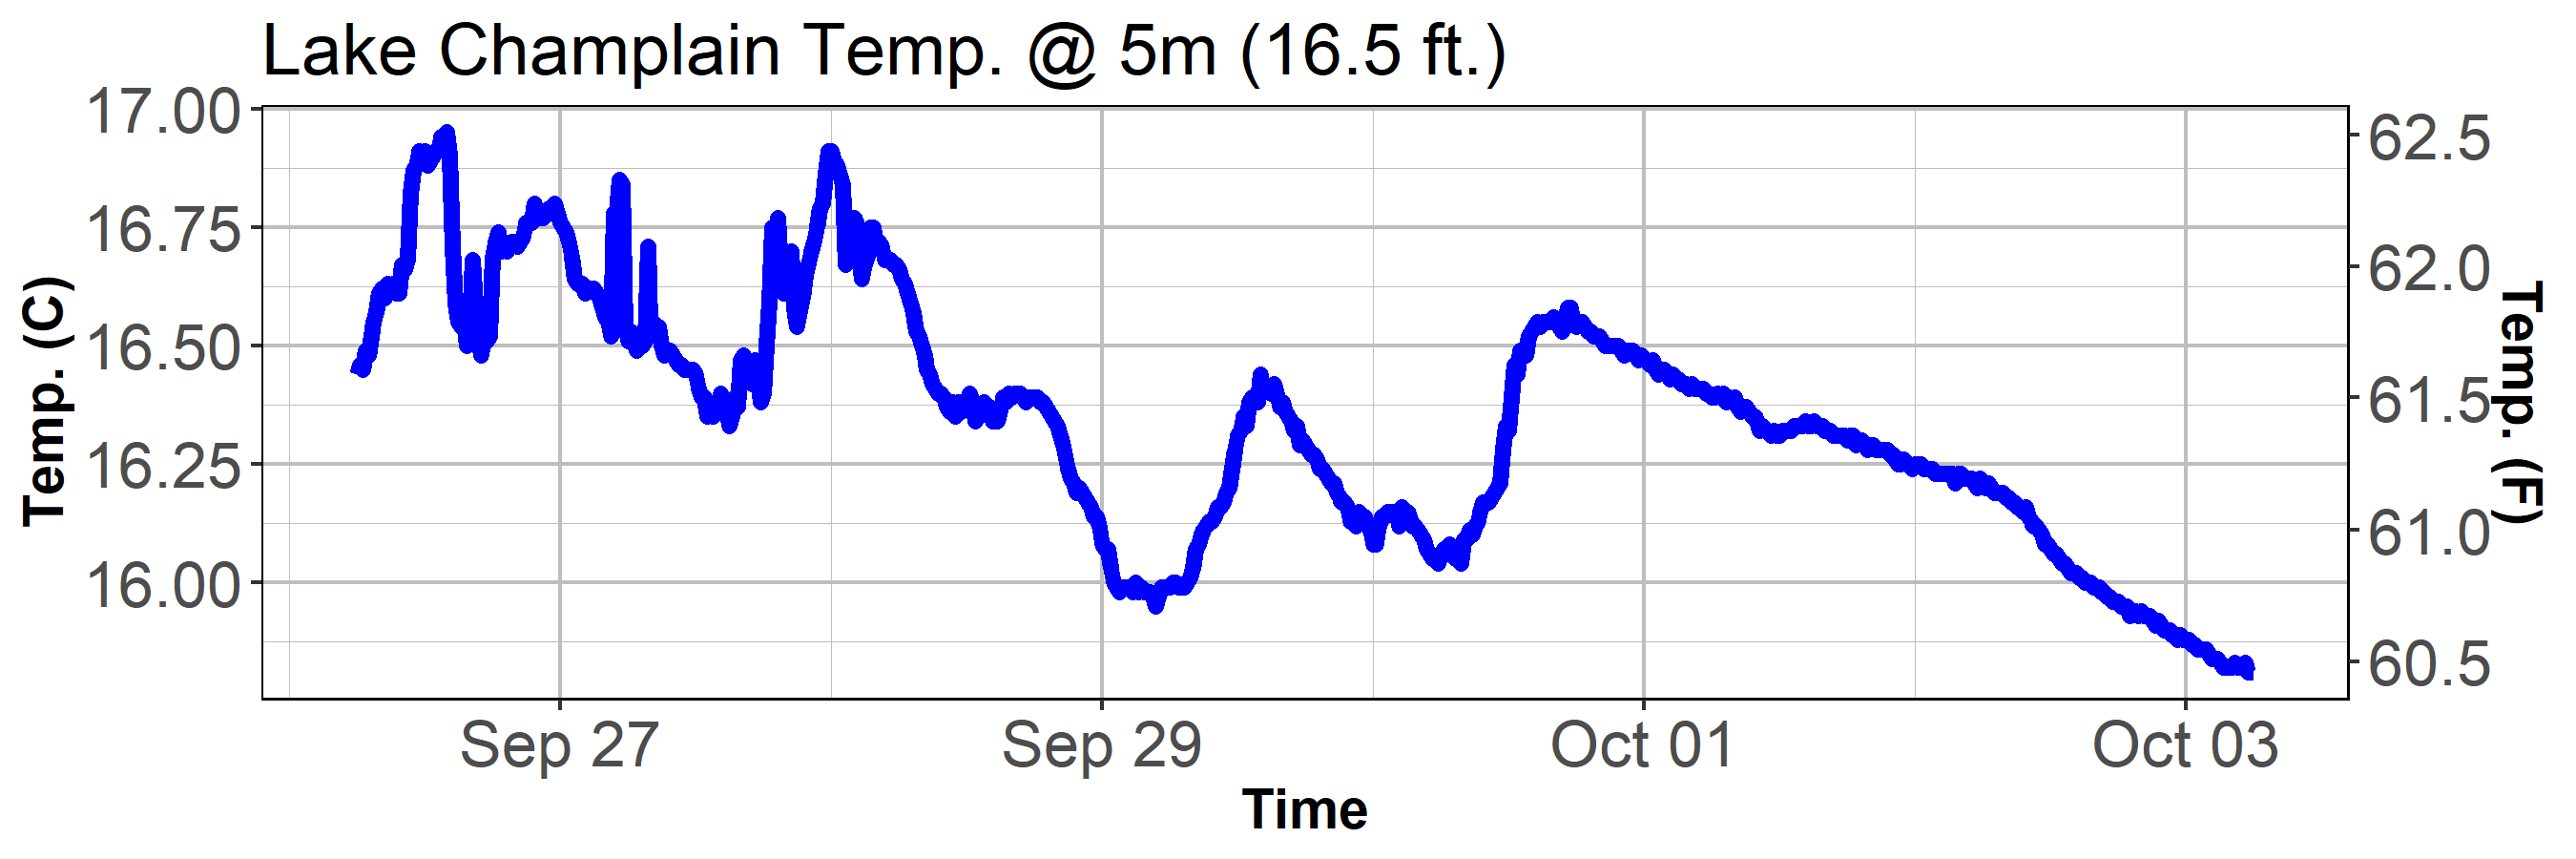 Lake Champlain Temp. @ 5m (16.5 ft.)
Temp. (C)
17.00
16.75
16.50
16.25
16.00
62.5
62.0
61.5
61.0
60.5
Temp. (F)
Sep 27
Sep 29
Oct 01
Oct 03
Time